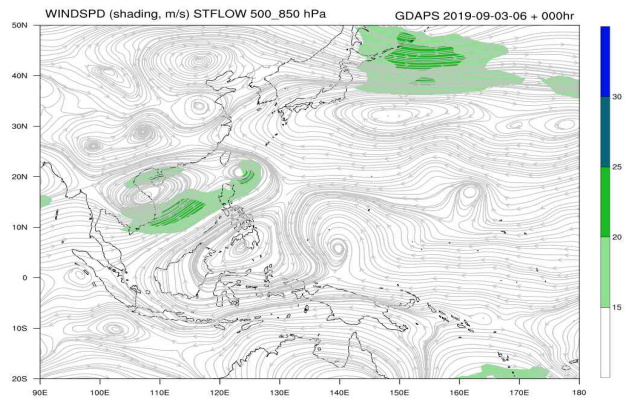 WINDSPD (shading, m/s) STFLOW 500_850 hPa GDAPS 2019-09-03-06 + 000hr
50N
40N
30N
20N
10N
0
10S
20S
90E 100E 110E 120E 130E 140E 150E 160E 170E 180
30
25
20
15